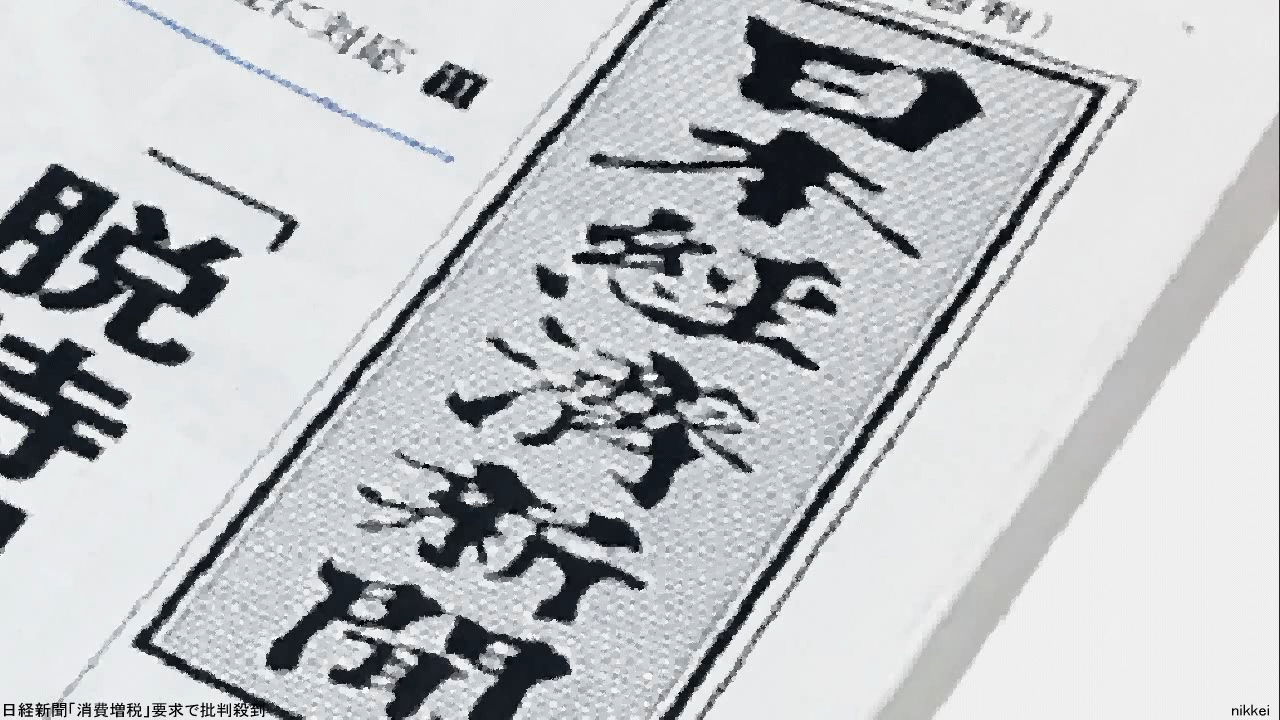 に対応
日本経済新聞
「脱
寺
日経新聞「消費増税」要求で批判殺到
nikkei